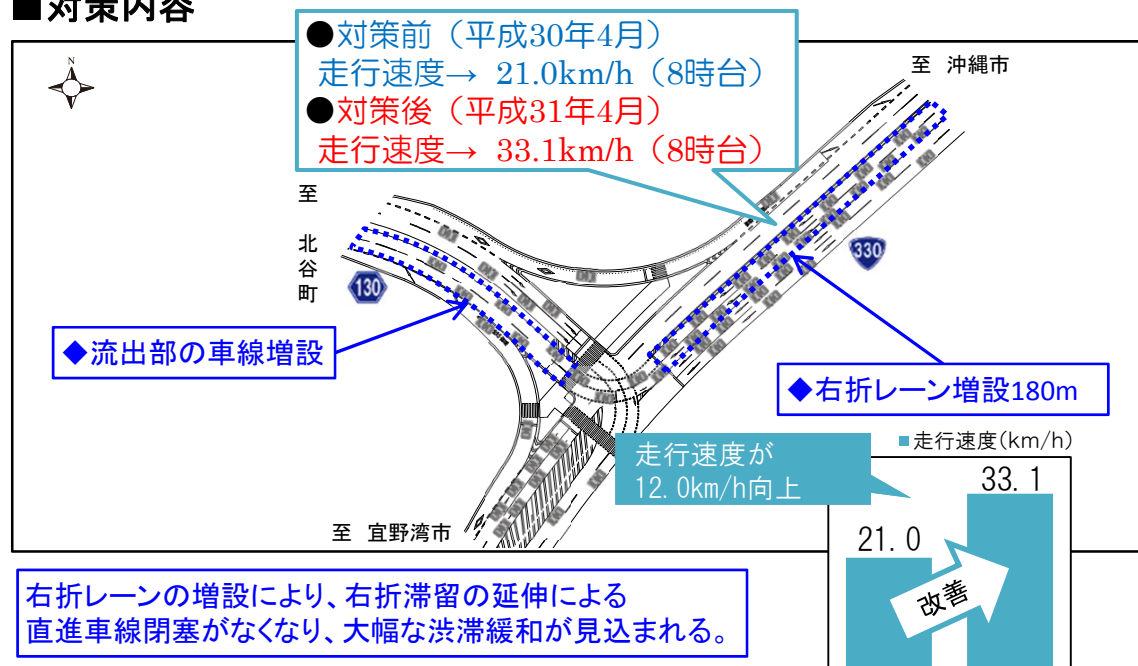 ■対策内容
●対策前（平成30年4月）
走行速度→ 21.0km/h（8時台）
●対策後（平成31年4月）
走行速度→ 33.1km/h（8時台）
N
至 沖縄市
至 北谷町
130
330
◆流出部の車線増設
◆右折レーン増設180m
■走行速度(km/h)
走行速度が
12.0km/h向上
33.1
21.0
改善
至 宜野湾市
右折レーンの増設により、右折滞留の延伸による
直進車線閉塞がなくなり、大幅な渋滞緩和が見込まれる。